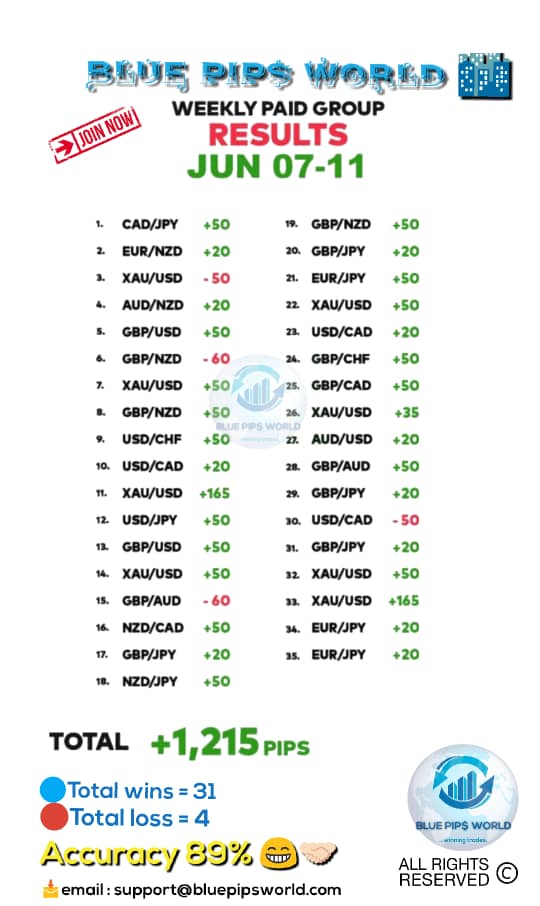 BLUE PIP$ WORLD
JOIN NOW
WEEKLY PAID GROUP
RESULTS
JUN 07-11
1. CAD/JPY +50
2. EUR/NZD +20
3. XAU/USD - 50
4. AUD/NZD +20
5. GBP/USD +50
6. GBP/NZD - 60
7. XAU/USD +50
8. GBP/NZD +50
9. USD/CHF +50
10. USD/CAD +20
11. XAU/USD +165
12. USD/JPY +50
13. GBP/USD +50
14. XAU/USD +50
15. GBP/AUD - 60
16. NZD/CAD +50
17. GBP/JPY +20
18. NZD/JPY +50
19. GBP/NZD +50
20. GBP/JPY +20
21. EUR/JPY +50
22. XAU/USD +50
23. USD/CAD +20
24. GBP/CHF +50
25. GBP/CAD +50
26. XAU/USD +35
27. AUD/USD +20
28. GBP/AUD +50
29. GBP/JPY +20
30. USD/CAD - 50
31. GBP/JPY +20
32. XAU/USD +50
33. XAU/USD +165
34. EUR/JPY +20
35. EUR/JPY +20
BLUE PIP$ WORLD
TOTAL +1,215 PIPS
Total wins = 31
Total loss = 4
Accuracy 89%
email : support@bluepipsworld.com
BLUE PIP$ WORLD
... winning trades.
ALL RIGHTS
RESERVED ©